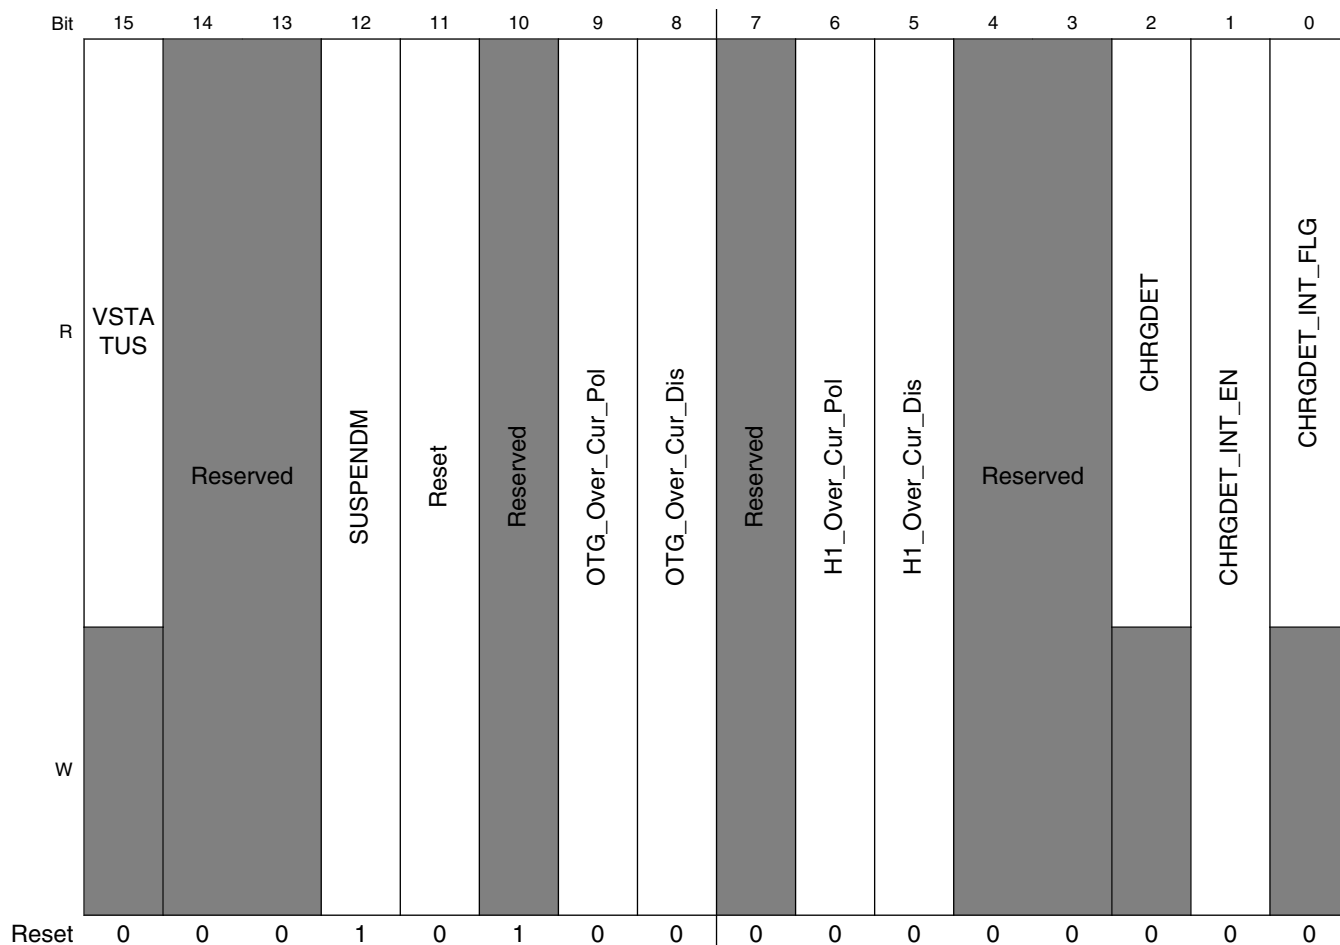 Bit 15 14 13 12 11 10 9 8 7 6 5 4 3 2 1 0
R
VSTA
TUS
Reserved
SUSPENDM
Reset
Reserved
OTG_Over_Cur_Pol
OTG_Over_Cur_Dis
Reserved
H1_Over_Cur_Pol
H1_Over_Cur_Dis
Reserved
CHRGDET
CHRGDET_INT_EN
CHRGDET_INT_FLG
W
Reset 0 0 0 1 0 1 0 0 0 0 0 0 0 0 0 0